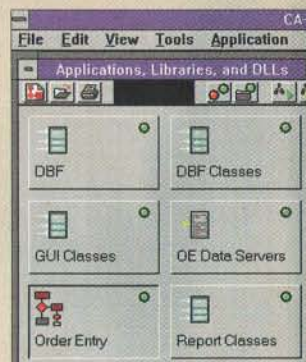 CA-
File Edit View Tools Application
Applications, Libraries, and DLLs
DBF
DBF Classes
GUI Classes
OE Data Servers
Order Entry
Report Classes